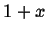 1 + x